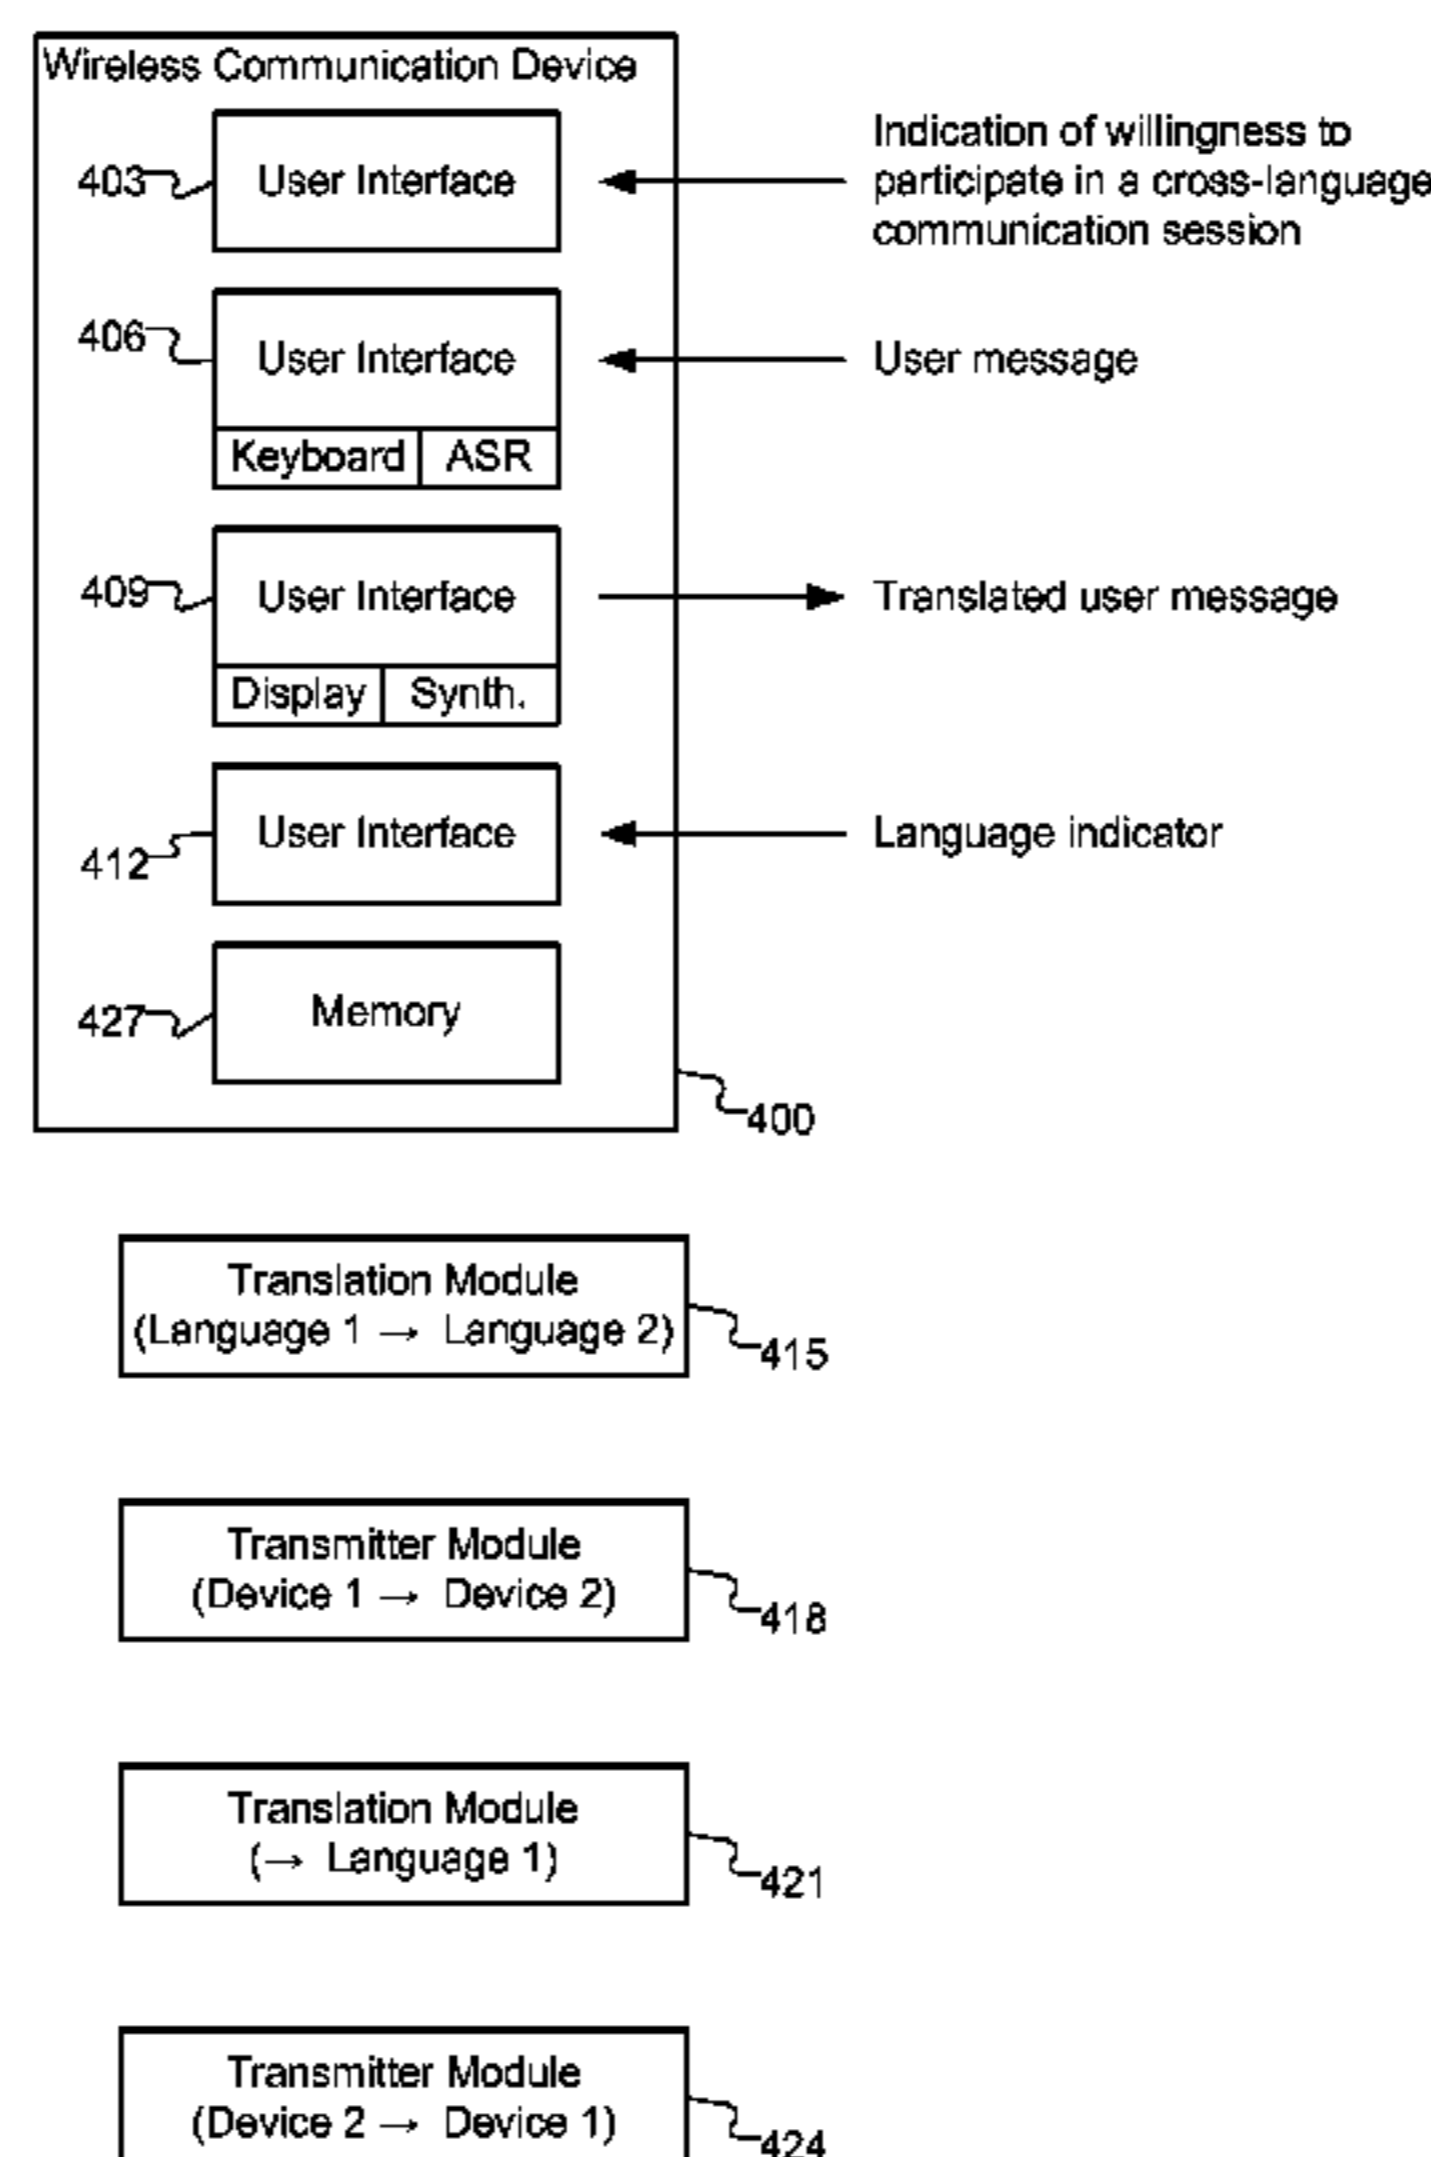 Wireless Communication Device
403
User Interface
Indication of willingness to
participate in a cross-language
communication session
406
User Interface
User message
Keyboard
ASR
409
User Interface
Translated user message
Display
Synth.
412
User Interface
Language indicator
427
Memory
400
Translation Module
(Language 1 → Language 2)
415
Transmitter Module
(Device 1 → Device 2)
418
Translation Module
(→ Language 1)
421
Transmitter Module
(Device 2 → Device 1)
424